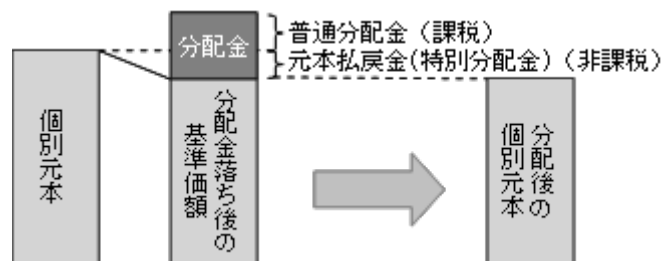 分配金
普通分配金（課税）
元本払戻金(特別分配金)（非課税）
個別元本
分配金落ち後の
基準価額
分配後の
個別元本